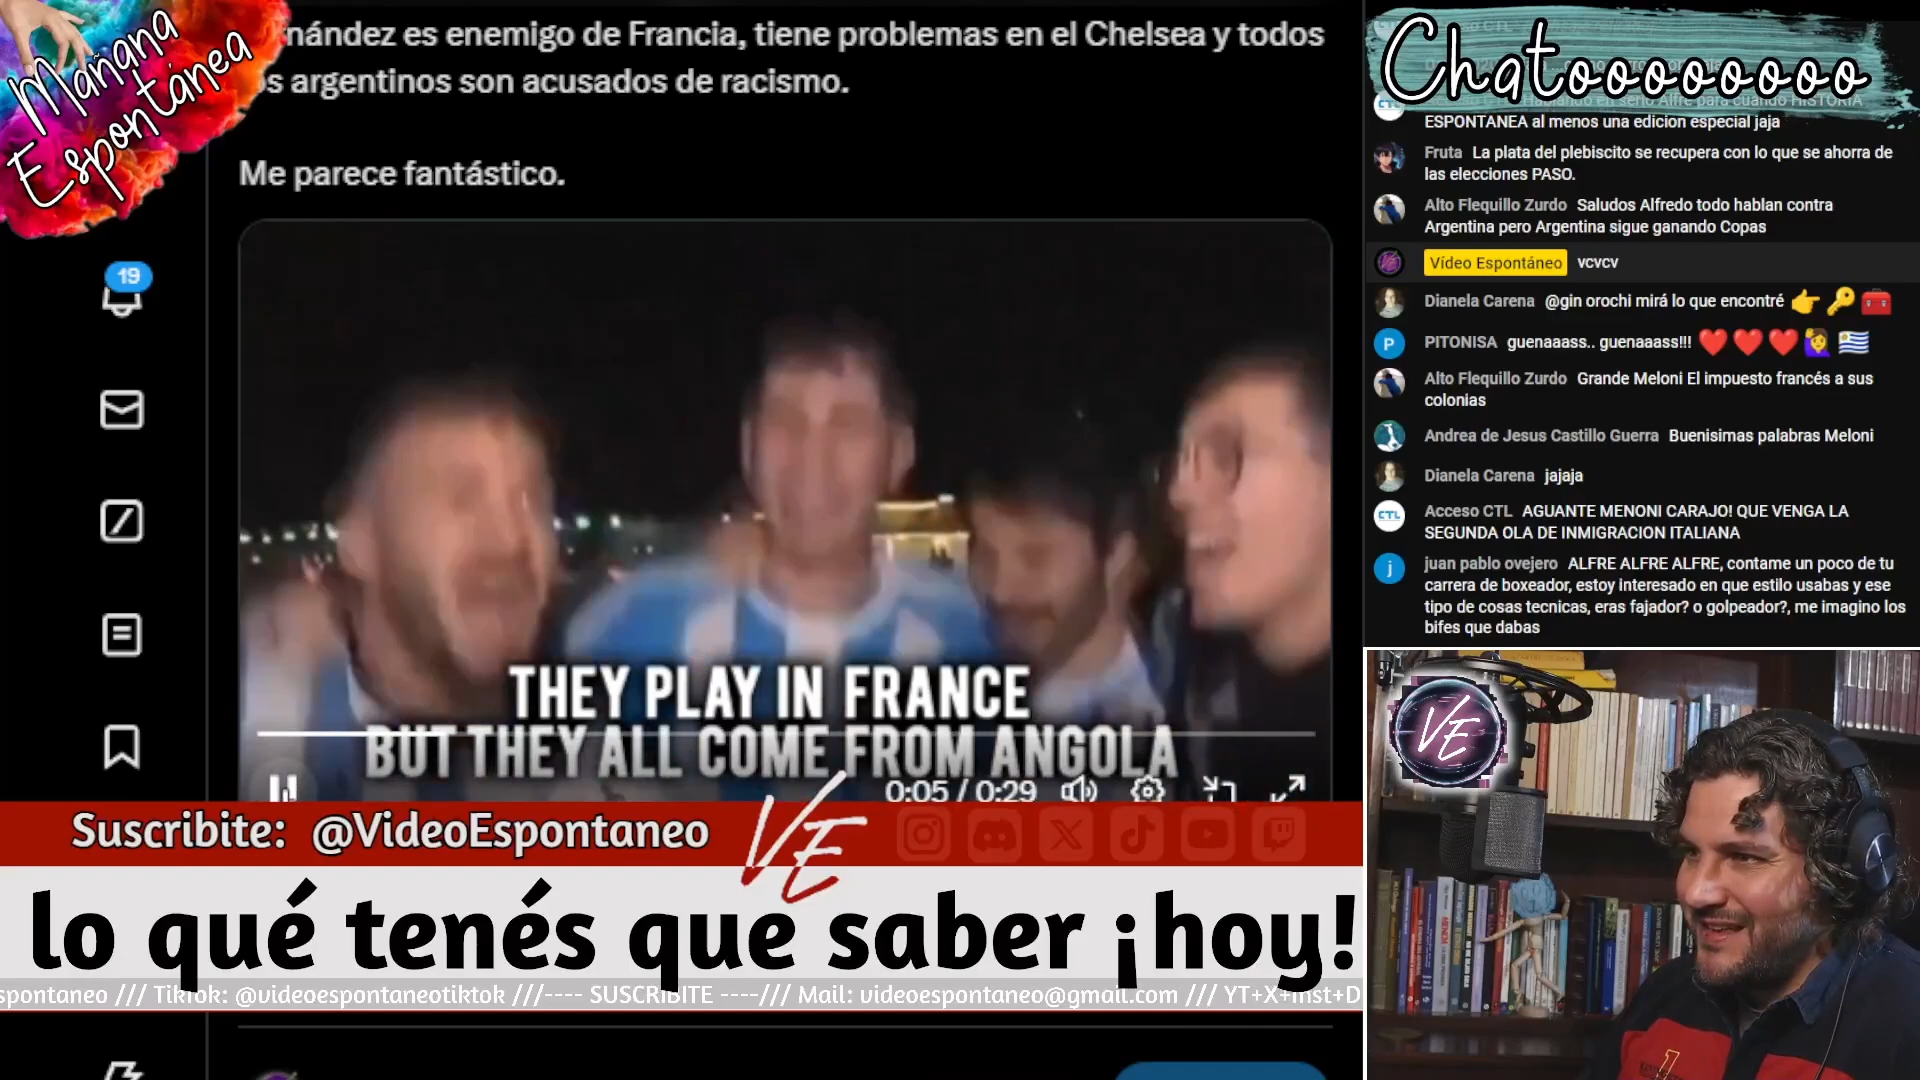 Mañana
Espontánea
nández es enemigo de Francia, tiene problemas en el Chelsea y todos
s argentinos son acusados de racismo.
Me parece fantástico.
19
THEY PLAY IN FRANCE
BUT THEY ALL COME FROM ANGOLA
0:05 / 0:29
Suscribite: @VideoEspontaneo
VE
lo qué tenés que saber ¡hoy!
spontaneo /// TikTok: @videoespontaneotiktok ///---- SUSCRIBITE ----/// Mail: videoespontaneo@gmail.com /// YT+X+Inst+D
Chatooooooooo
ESPONTANEA al menos una edicion especial jaja
Fruta La plata del plebiscito se recupera con lo que se ahorra de
las elecciones PASO.
Alto Flequillo Zurdo Saludos Alfredo todo hablan contra
Argentina pero Argentina sigue ganando Copas
Vídeo Espontáneo vcvcv
Dianela Carena @gin orochi mirá lo que encontré 👉 🔑 🧰
P PITONISA guenaaass.. guenaaass!!! ❤️ ❤️ ❤️ 🙋‍♀️ 🇺🇾
Alto Flequillo Zurdo Grande Meloni El impuesto francés a sus
colonias
Andrea de Jesus Castillo Guerra Buenisimas palabras Meloni
Dianela Carena jajaja
CTL Acceso CTL AGUANTE MENONI CARAJO! QUE VENGA LA
SEGUNDA OLA DE INMIGRACION ITALIANA
j juan pablo ovejero ALFRE ALFRE ALFRE, contame un poco de tu
carrera de boxeador, estoy interesado en que estilo usabas y ese
tipo de cosas tecnicas, eras fajador? o golpeador?, me imagino los
bifes que dabas
VE